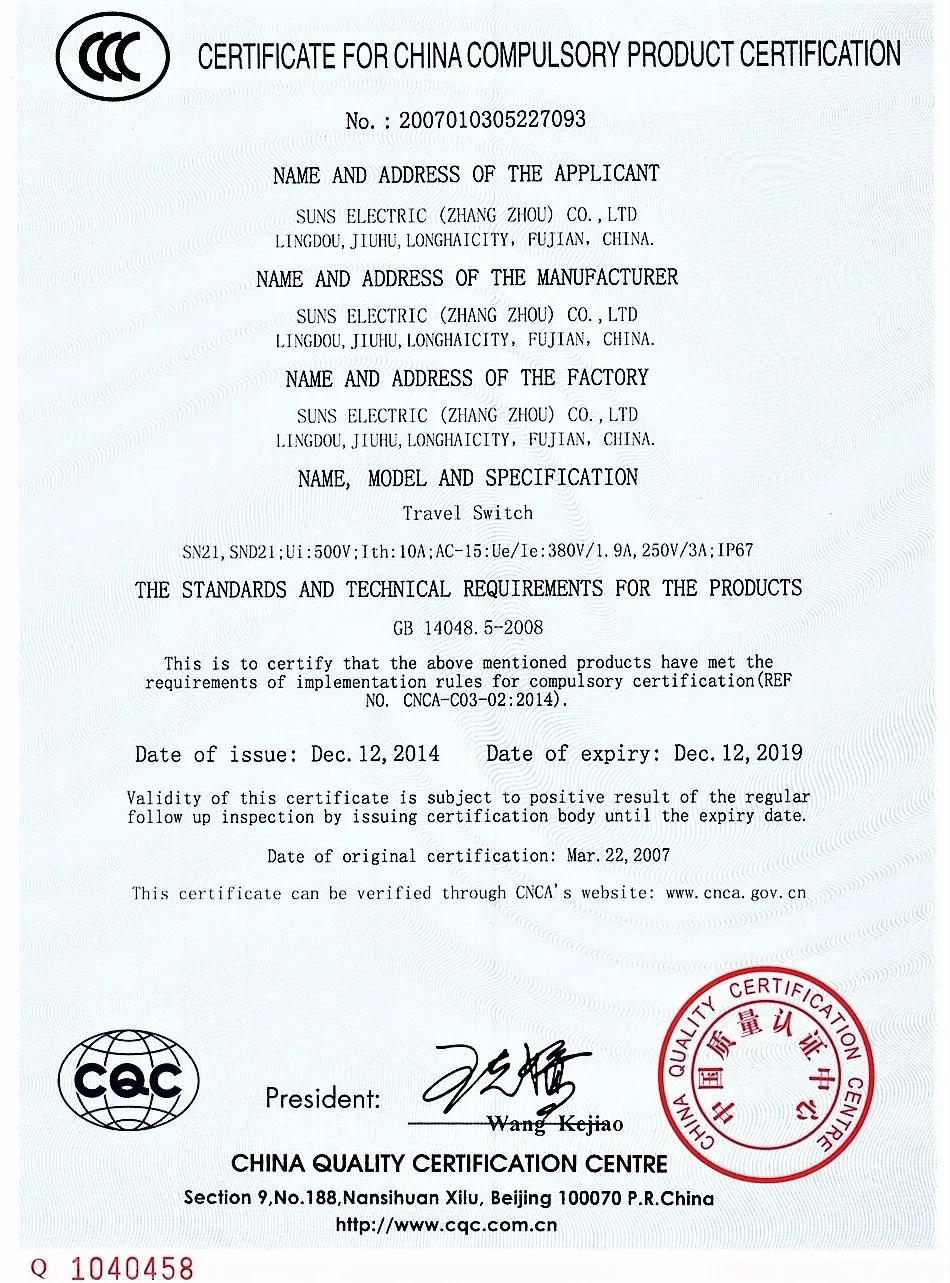 CCC
CERTIFICATE FOR CHINA COMPULSORY PRODUCT CERTIFICATION
No. : 2007010305227093
NAME AND ADDRESS OF THE APPLICANT
SUNS ELECTRIC (ZHANG ZHOU) CO.,LTD
LINGDOU, JIUHU, LONGHAICITY, FUJIAN, CHINA.
NAME AND ADDRESS OF THE MANUFACTURER
SUNS ELECTRIC (ZHANG ZHOU) CO.,LTD
LINGDOU, JIUHU, LONGHAICITY, FUJIAN, CHINA.
NAME AND ADDRESS OF THE FACTORY
SUNS ELECTRIC (ZHANG ZHOU) CO.,LTD
LINGDOU, JIUHU, LONGHAICITY, FUJIAN, CHINA.
NAME, MODEL AND SPECIFICATION
Travel Switch
SN21, SND21;Ui:500V;Ith:10A;AC-15:Ue/Ie:380V/1.9A, 250V/3A;IP67
THE STANDARDS AND TECHNICAL REQUIREMENTS FOR THE PRODUCTS
GB 14048.5-2008
This is to certify that the above mentioned products have met the
requirements of implementation rules for compulsory certification(REF
NO. CNCA-C03-02:2014).
Date of issue: Dec. 12, 2014 Date of expiry: Dec. 12, 2019
Validity of this certificate is subject to positive result of the regular
follow up inspection by issuing certification body until the expiry date.
Date of original certification: Mar. 22, 2007
This certificate can be verified through CNCA's website: www.cnca.gov.cn
CHINA QUALITY CERTIFICATION CENTRE
中国质量认证中心
CQC
President:
王克娇
Wang Kejiao
CHINA QUALITY CERTIFICATION CENTRE
Section 9,No.188,Nansihuan Xilu, Beijing 100070 P.R.China
http://www.cqc.com.cn
Q 1040458